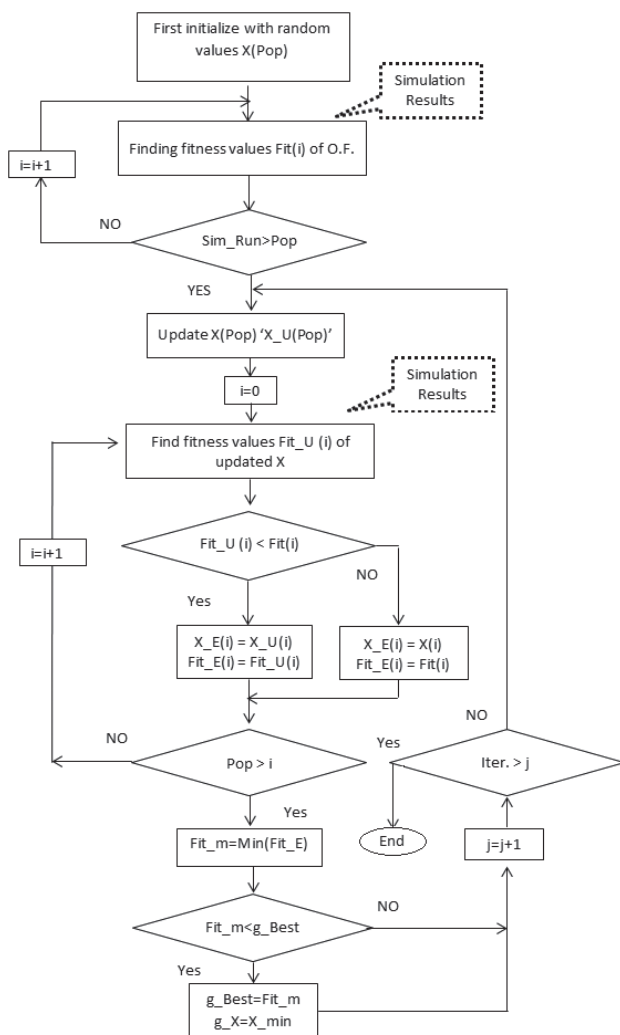 First initialize with random
values X(Pop)
Simulation
Results
Finding fitness values Fit(i) of O.F.
i=i+1
NO
Sim_Run>Pop
YES
Update X(Pop) ‘X_U(Pop)’
i=0
Simulation
Results
Find fitness values Fit_U (i) of
updated X
i=i+1
Fit_U (i) < Fit(i)
NO
Yes
X_E(i) = X_U(i)
Fit_E(i) = Fit_U(i)
X_E(i) = X(i)
Fit_E(i) = Fit(i)
NO
Pop > i
Yes
NO
Yes
Iter. > j
End
j=j+1
Fit_m=Min(Fit_E)
Fit_m<g_Best
NO
Yes
g_Best=Fit_m
g_X=X_min